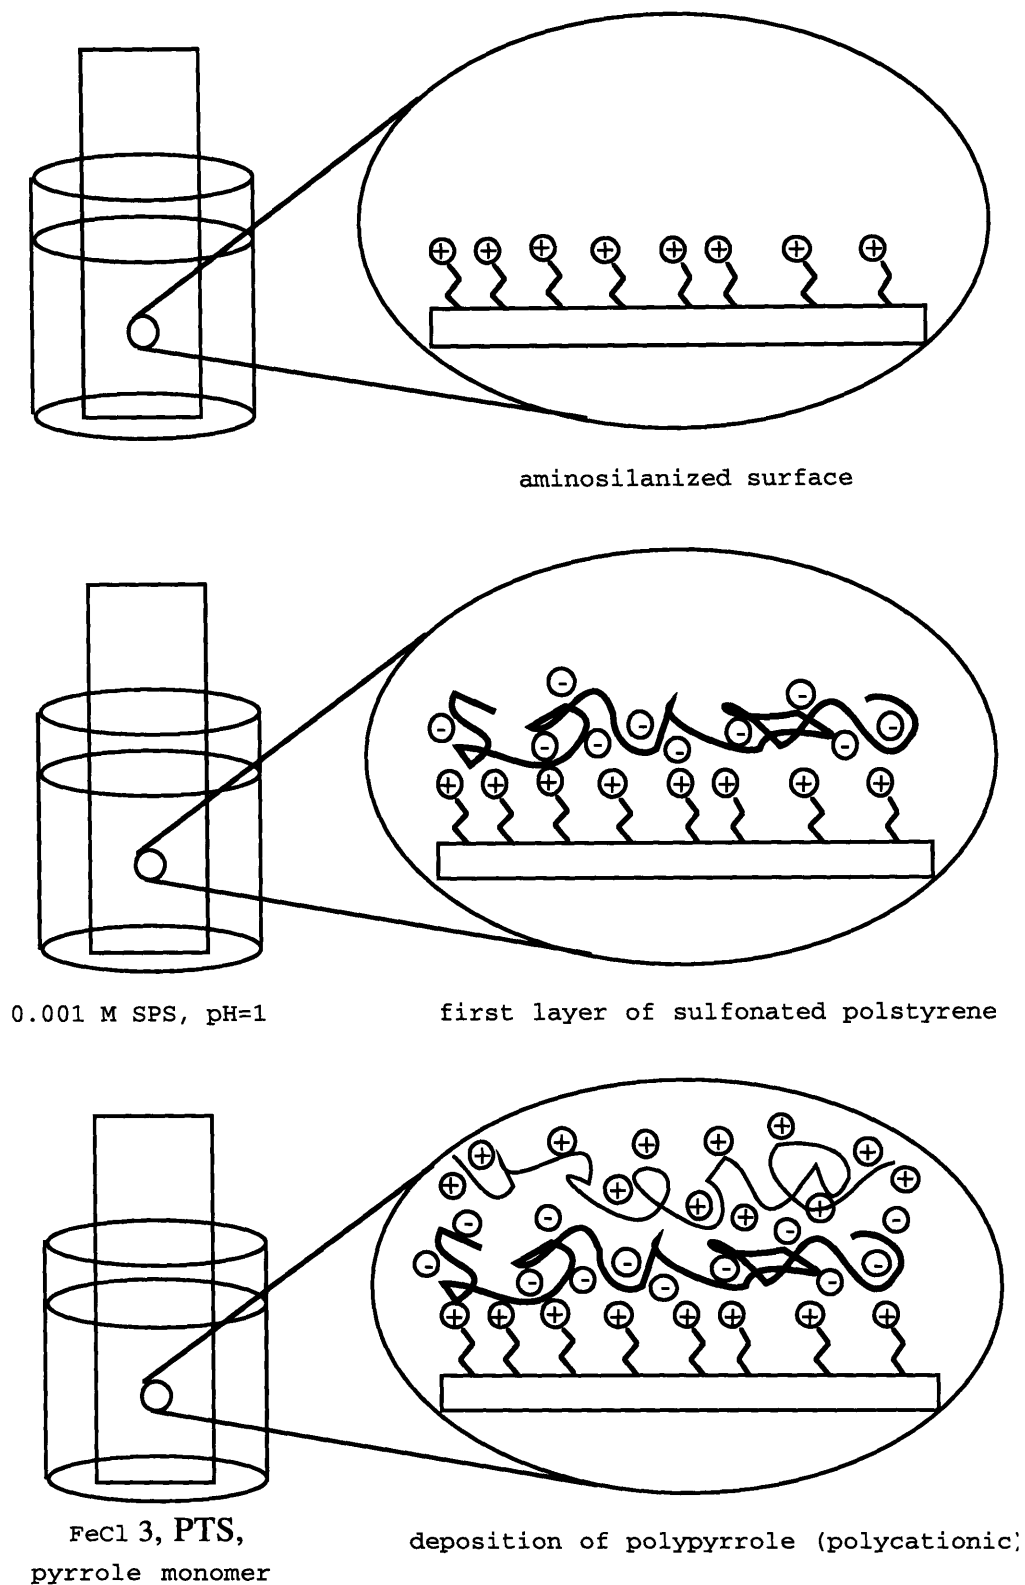 aminosilanized surface
0.001 M SPS, pH=1
first layer of sulfonated polstyrene
FeCl 3, PTS,
pyrrole monomer
deposition of polypyrrole (polycationic)